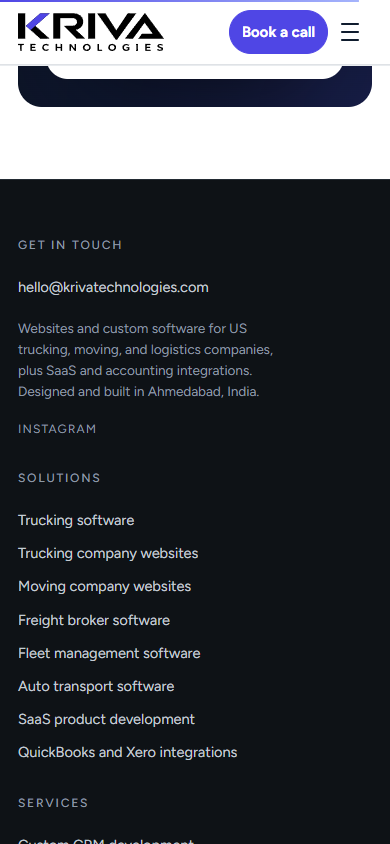 KRIVA
TECHNOLOGIES
Book a call
GET IN TOUCH
hello@krivatechnologies.com
Websites and custom software for US
trucking, moving, and logistics companies,
plus SaaS and accounting integrations.
Designed and built in Ahmedabad, India.
INSTAGRAM
SOLUTIONS
Trucking software
Trucking company websites
Moving company websites
Freight broker software
Fleet management software
Auto transport software
SaaS product development
QuickBooks and Xero integrations
SERVICES
Custom CRM development